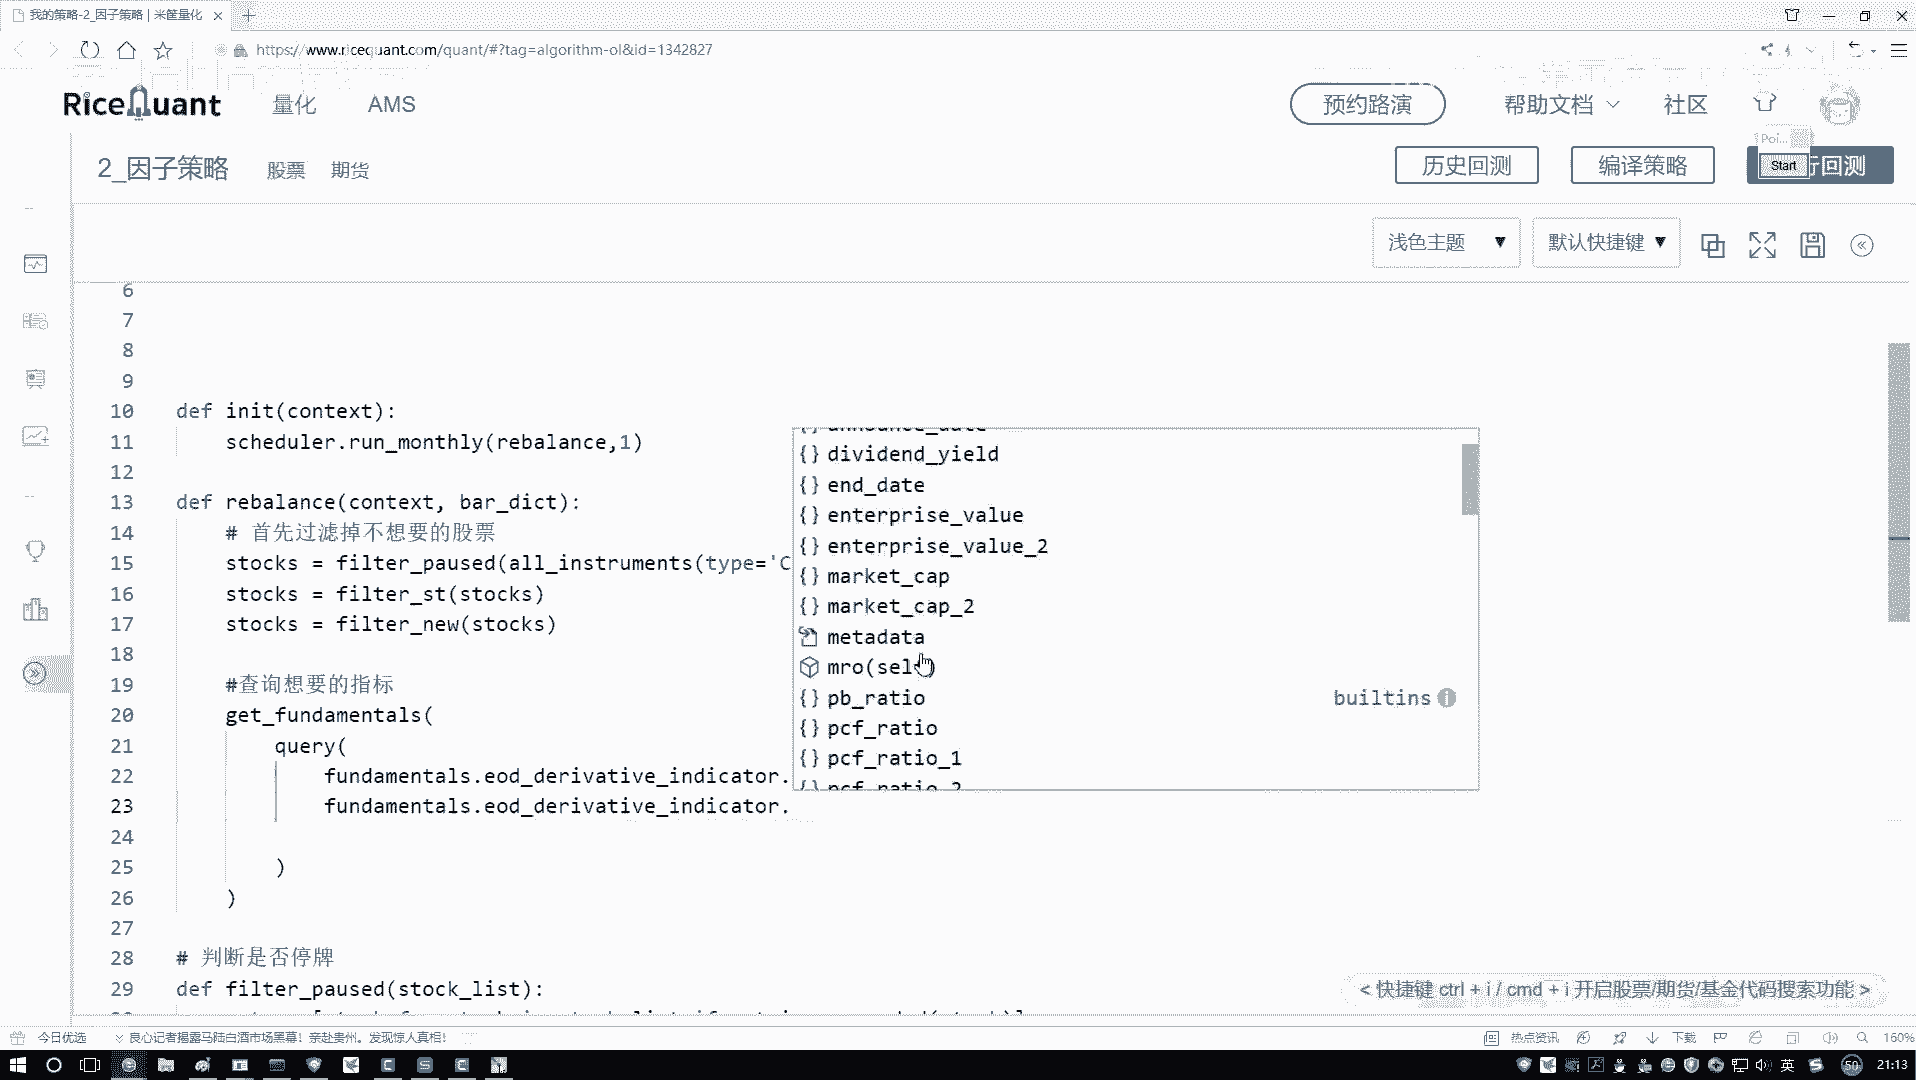 我的策略-2_因子策略 | 米筐量化
https://www.ricequant.com/quant/#?tag=algorithm-ol&id=1342827
RiceQuant 量化 AMS 预约路演 帮助文档 社区
Poi...
2_因子策略 股票 期货 历史回测 编译策略 Start 行回测
浅色主题 默认快捷键
6
7
8
9
10 def init(context):
11 scheduler.run_monthly(rebalance,1)
12
13 def rebalance(context, bar_dict):
14 # 首先过滤掉不想要的股票
15 stocks = filter_paused(all_instruments(type='C
16 stocks = filter_st(stocks)
17 stocks = filter_new(stocks)
18
19 #查询想要的指标
20 get_fundamentals(
21 query(
22 fundamentals.eod_derivative_indicator.
23 fundamentals.eod_derivative_indicator.
24
25 )
26 )
27
28 # 判断是否停牌
29 def filter_paused(stock_list):
announce_date
{} dividend_yield
{} end_date
{} enterprise_value
{} enterprise_value_2
{} market_cap
{} market_cap_2
metadata
mro(self)
{} pb_ratio builtins
{} pcf_ratio
{} pcf_ratio_1
{} pcf_ratio_2
< 快捷键 ctrl + i / cmd + i 开启股票/期货/基金代码搜索功能 >
今日优选 良心记者揭露马陆白酒市场黑幕！亲赴贵州。发现惊人真相！ 热点资讯 下载 160%
英 50 21:13